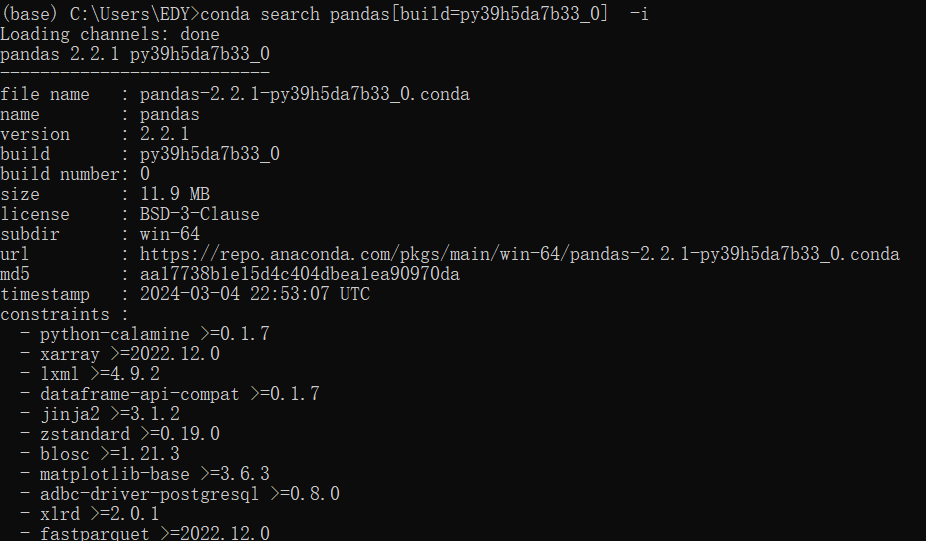 (base) C:\Users\EDY>conda search pandas[build=py39h5da7b33_0]  -i
Loading channels: done
pandas 2.2.1 py39h5da7b33_0
---------------------------
file name   : pandas-2.2.1-py39h5da7b33_0.conda
name        : pandas
version     : 2.2.1
build       : py39h5da7b33_0
build number: 0
size        : 11.9 MB
license     : BSD-3-Clause
subdir      : win-64
url         : https://repo.anaconda.com/pkgs/main/win-64/pandas-2.2.1-py39h5da7b33_0.conda
md5         : aa17738b1e15d4c404dbea1ea90970da
timestamp   : 2024-03-04 22:53:07 UTC
constraints :
  - python-calamine >=0.1.7
  - xarray >=2022.12.0
  - lxml >=4.9.2
  - dataframe-api-compat >=0.1.7
  - jinja2 >=3.1.2
  - zstandard >=0.19.0
  - blosc >=1.21.3
  - matplotlib-base >=3.6.3
  - adbc-driver-postgresql >=0.8.0
  - xlrd >=2.0.1
  - fastparquet >=2022.12.0